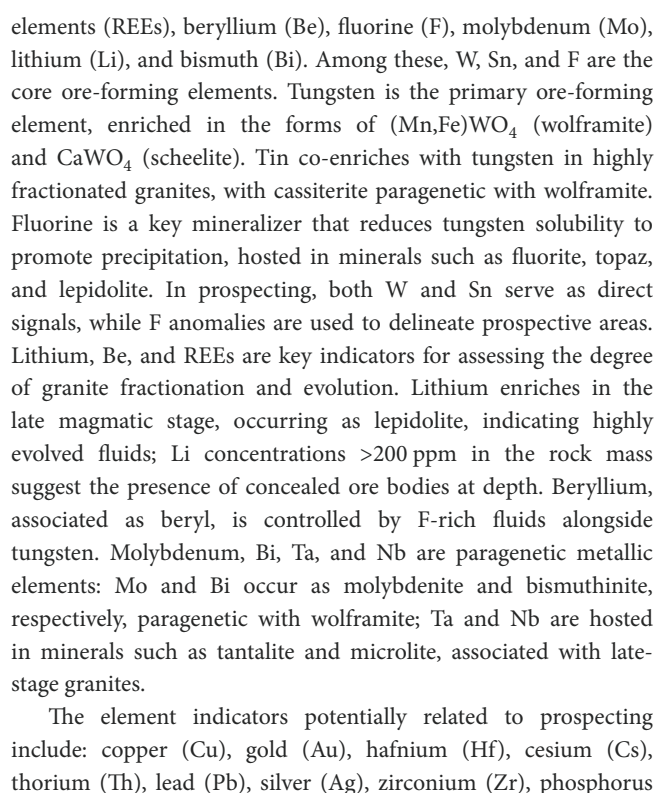 elements (REEs), beryllium (Be), fluorine (F), molybdenum (Mo),
lithium (Li), and bismuth (Bi). Among these, W, Sn, and F are the
core ore-forming elements. Tungsten is the primary ore-forming
element, enriched in the forms of (Mn,Fe)WO₄ (wolframite)
and CaWO₄ (scheelite). Tin co-enriches with tungsten in highly
fractionated granites, with cassiterite paragenetic with wolframite.
Fluorine is a key mineralizer that reduces tungsten solubility to
promote precipitation, hosted in minerals such as fluorite, topaz,
and lepidolite. In prospecting, both W and Sn serve as direct
signals, while F anomalies are used to delineate prospective areas.
Lithium, Be, and REEs are key indicators for assessing the degree
of granite fractionation and evolution. Lithium enriches in the
late magmatic stage, occurring as lepidolite, indicating highly
evolved fluids; Li concentrations >200 ppm in the rock mass
suggest the presence of concealed ore bodies at depth. Beryllium,
associated as beryl, is controlled by F-rich fluids alongside
tungsten. Molybdenum, Bi, Ta, and Nb are paragenetic metallic
elements: Mo and Bi occur as molybdenite and bismuthinite,
respectively, paragenetic with wolframite; Ta and Nb are hosted
in minerals such as tantalite and microlite, associated with late-
stage granites.
The element indicators potentially related to prospecting
include: copper (Cu), gold (Au), hafnium (Hf), cesium (Cs),
thorium (Th), lead (Pb), silver (Ag), zirconium (Zr), phosphorus